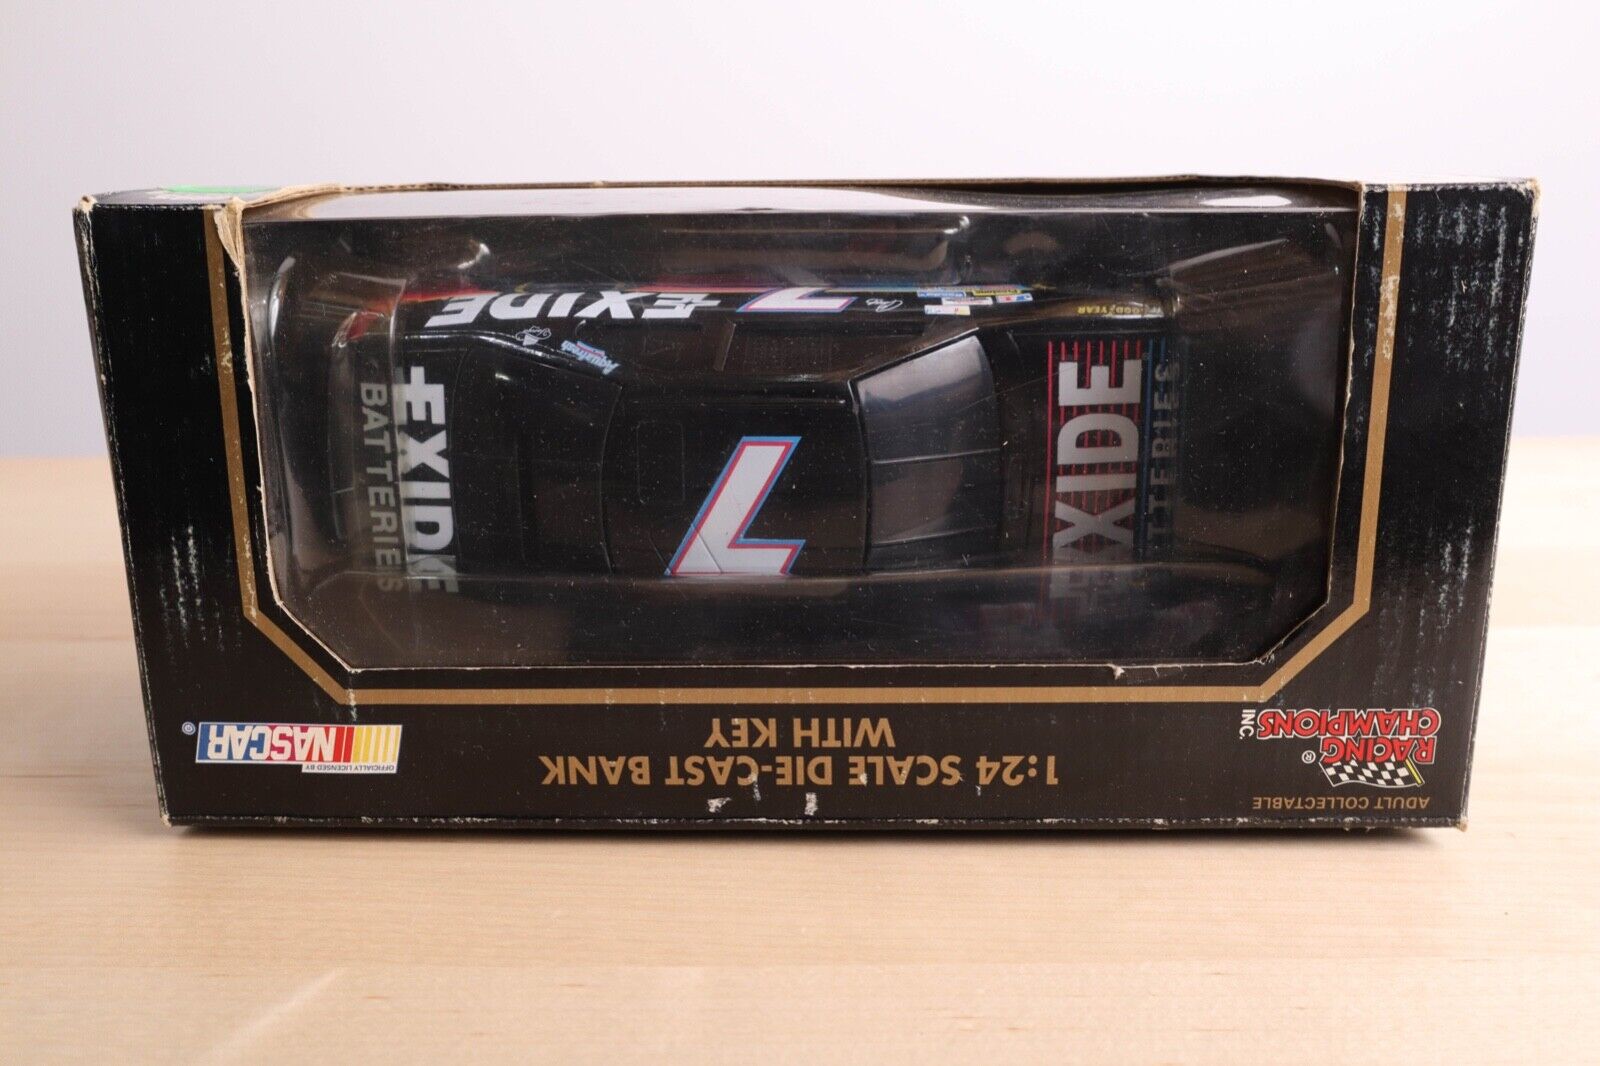 EXIDE
7
GOODYEAR
Aquafresh
EXIDE
BATTERIES
7
EXIDE
ADULT COLLECTABLE
RACING
CHAMPIONS
INC.
®
1:24 SCALE DIE-CAST BANK
WITH KEY
OFFICIALLY LICENSED BY
NASCAR
®